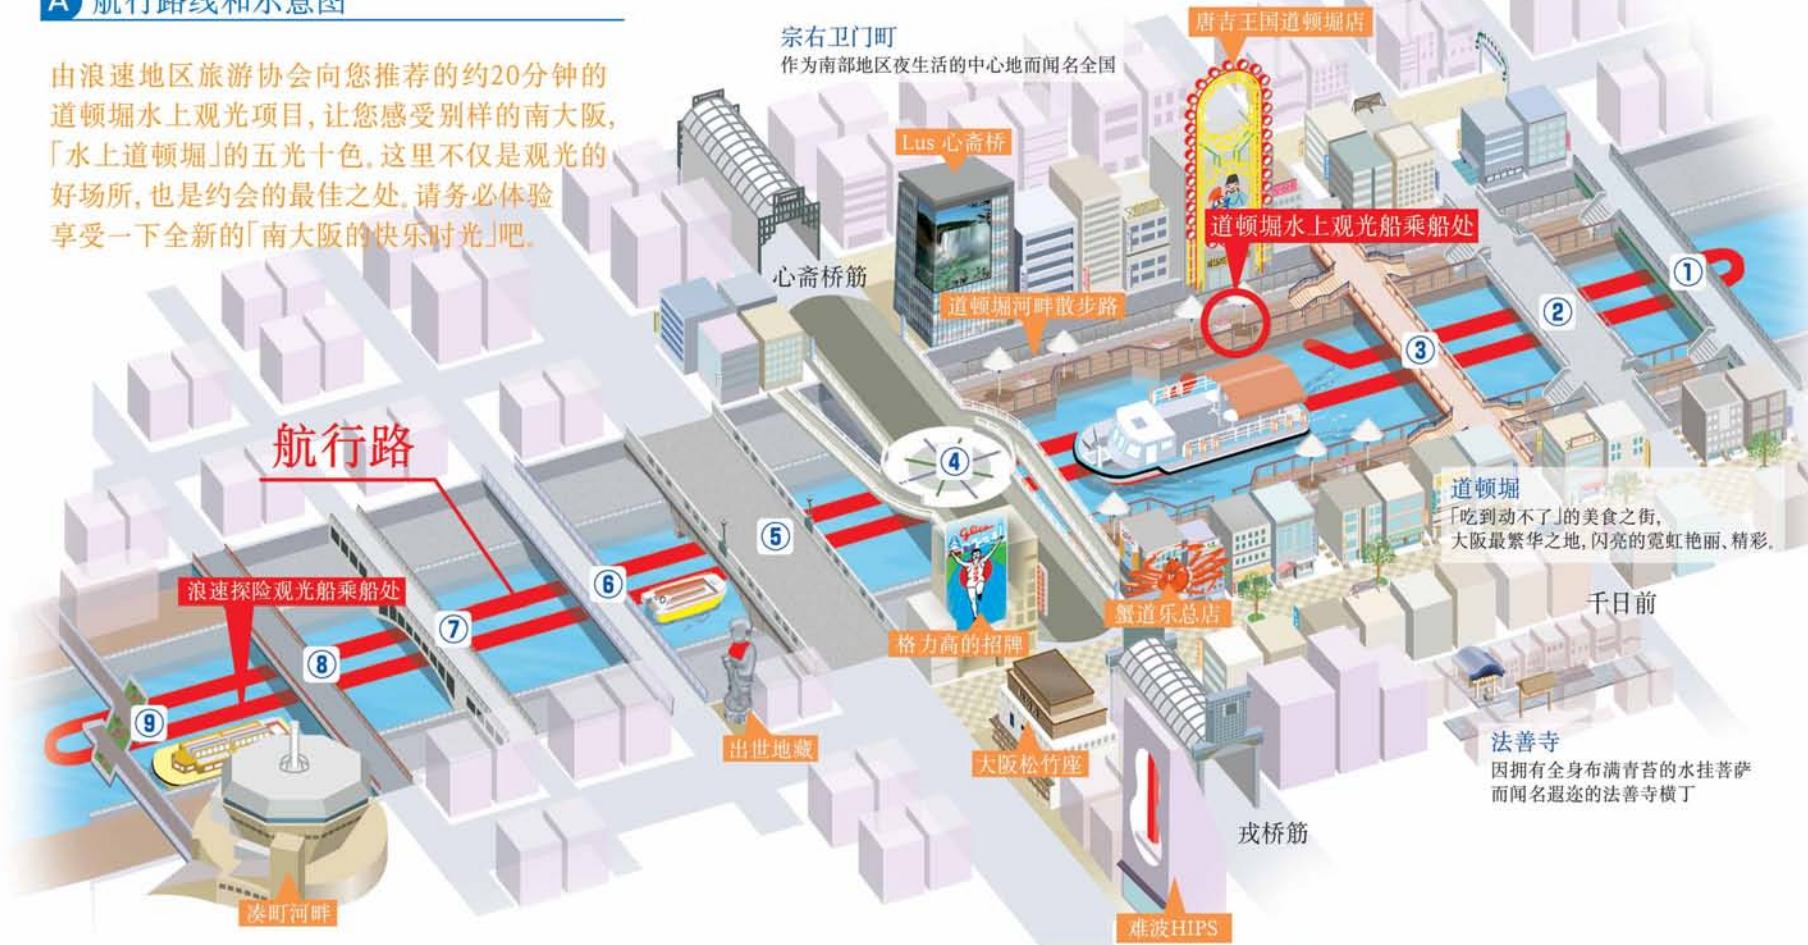 A 航行路线和示意图
由浪速地区旅游协会向您推荐的约20分钟的
道顿堀水上观光项目,让您感受别样的南大阪,
「水上道顿堀」的五光十色。这里不仅是观光的
好场所,也是约会的最佳之处。请务必体验
享受一下全新的「南大阪的快乐时光」吧。
宗右卫门町
作为南部地区夜生活的中心地而闻名全国
唐吉王国道顿堀店
Lus 心斋桥
道顿堀水上观光船乘船处
心斋桥筋
道顿堀河畔散步路
①
②
③
④
航行路
道顿堀
「吃到动不了」的美食之街,
大阪最繁华之地,闪亮的霓虹艳丽、精彩。
⑤
⑥
浪速探险观光船乘船处
千日前
蟹道乐总店
⑦
格力高的招牌
⑧
⑨
出世地藏
大阪松竹座
法善寺
因拥有全身布满青苔的水挂菩萨
而闻名遐迩的法善寺横丁
戎桥筋
凑町河畔
难波HIPS